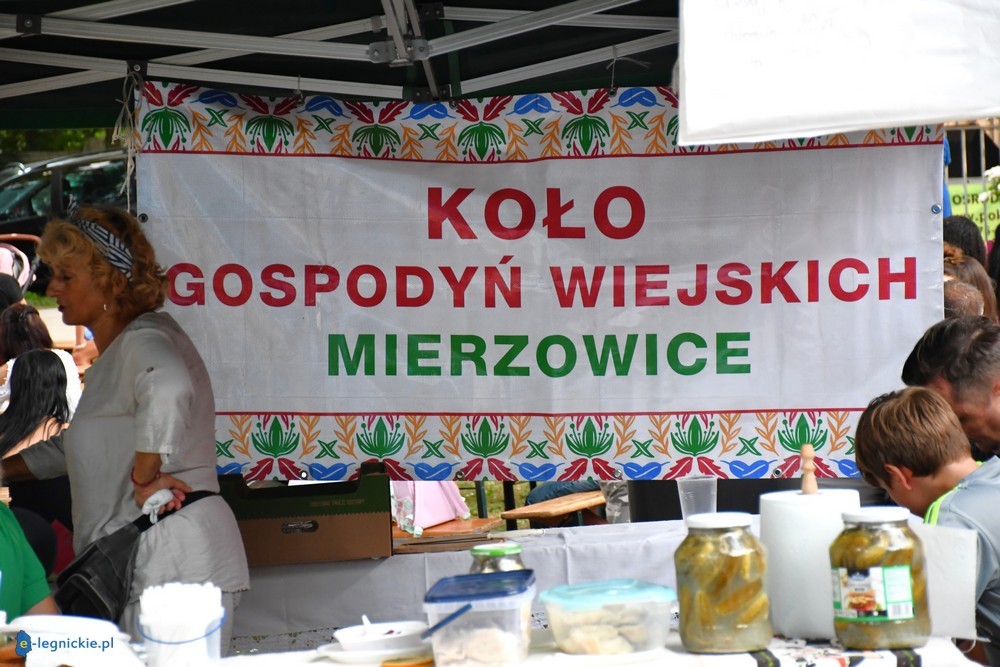 KOŁO
GOSPODYŃ WIEJSKICH
MIERZOWICE
e-legnickie.pl